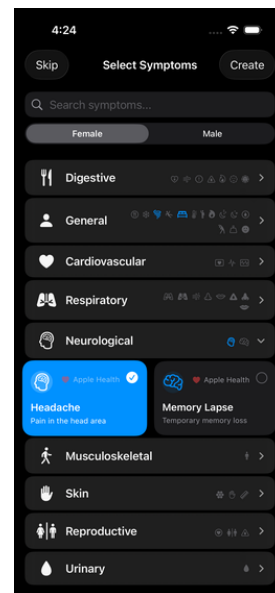 4:24
Skip
Select Symptoms
Create
Search symptoms...
Female
Male
Digestive
General
Cardiovascular
Respiratory
Neurological
Apple Health
Headache
Pain in the head area
Apple Health
Memory Lapse
Temporary memory loss
Musculoskeletal
Skin
Reproductive
Urinary